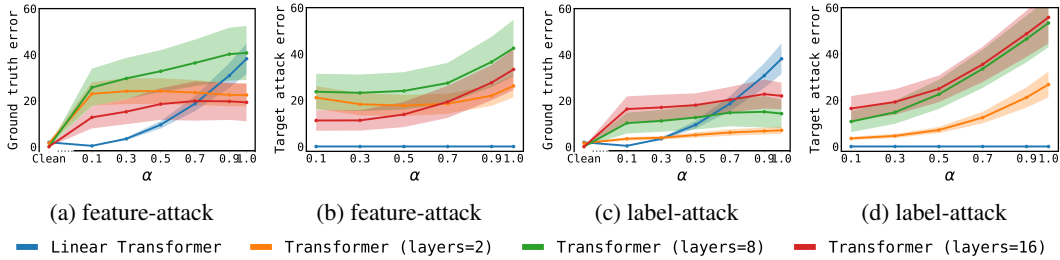 60
40
20
0
Ground truth error
Clean 0.1 0.3 0.5 0.7 0.9 1.0
α
(a) feature-attack
60
40
20
0
Target attack error
0.1 0.3 0.5 0.7 0.9 1.0
α
(b) feature-attack
60
40
20
0
Ground truth error
Clean 0.1 0.3 0.5 0.7 0.9 1.0
α
(c) label-attack
60
40
20
0
Target attack error
0.1 0.3 0.5 0.7 0.9 1.0
α
(d) label-attack
Linear Transformer Transformer (layers=2) Transformer (layers=8) Transformer (layers=16)